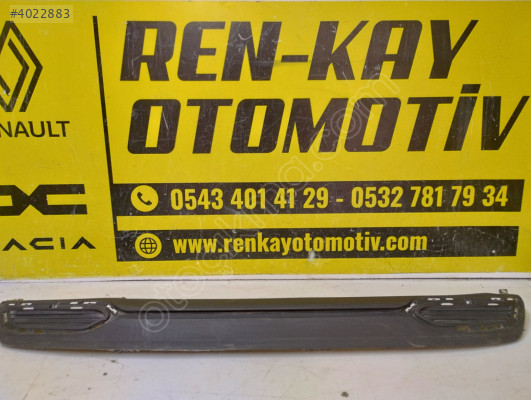 #4022883
REN-KAY
OTOMOTİV
RENAULT
ACIA
0543 401 41 29 - 0532 781 79 34
www.renkayotomotiv.com